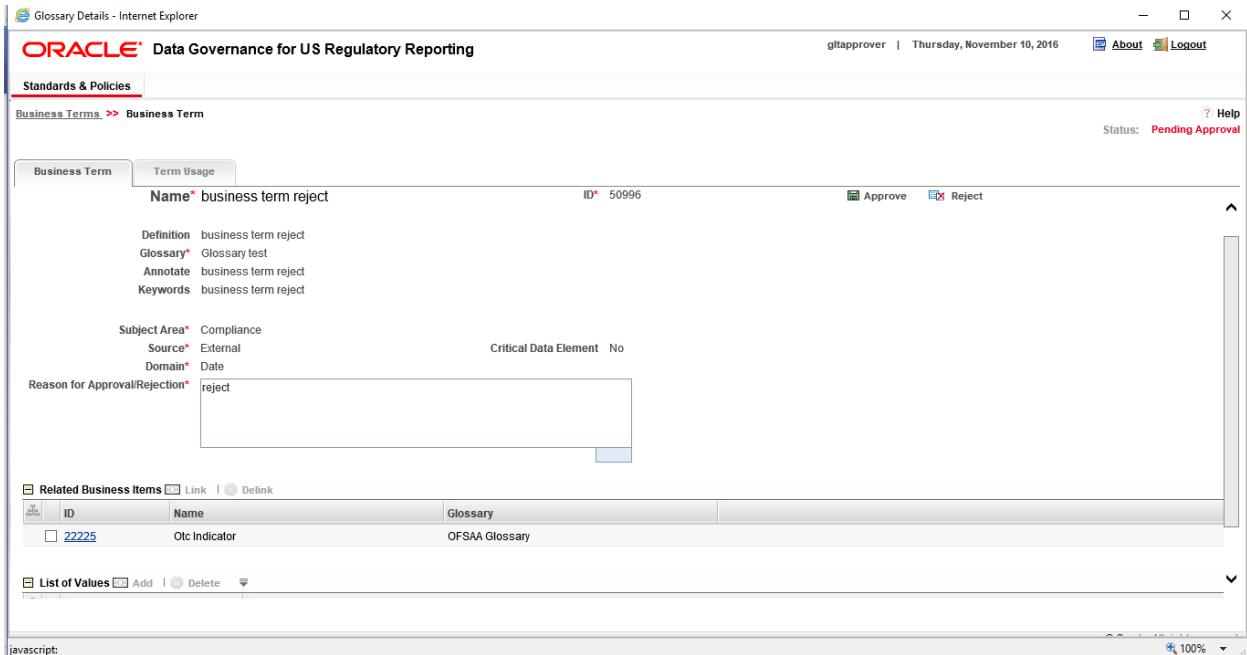 Glossary Details - Internet Explorer
ORACLE Data Governance for US Regulatory Reporting
gltapprover | Thursday, November 10, 2016 About Logout
Standards & Policies
Business Terms >> Business Term
? Help
Status: Pending Approval
Business Term Term Usage
Name* business term reject ID* 50996 Approve Reject
Definition business term reject
Glossary* Glossary test
Annotate business term reject
Keywords business term reject
Subject Area* Compliance
Source* External Critical Data Element No
Domain* Date
Reason for Approval/Rejection* reject
Related Business Items Link | Delink
ID Name Glossary
22225 Otc Indicator OFSAA Glossary
List of Values Add | Delete
javascript: 100%